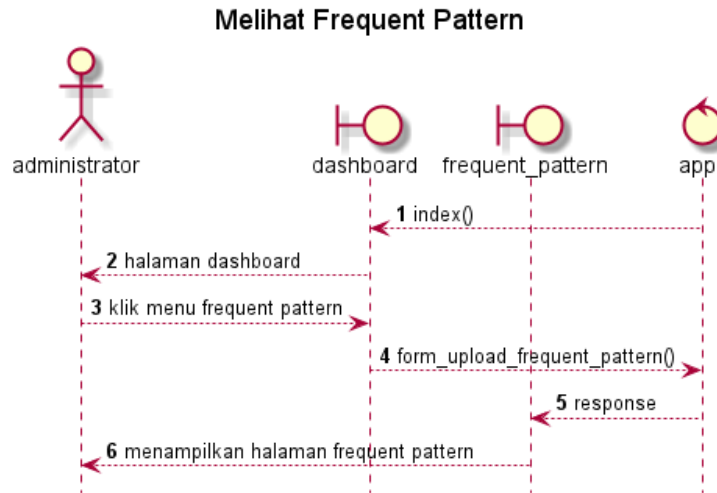 Melihat Frequent Pattern
administrator
dashboard
frequent_pattern
app
1 index()
2 halaman dashboard
3 klik menu frequent pattern
4 form_upload_frequent_pattern()
5 response
6 menampilkan halaman frequent pattern